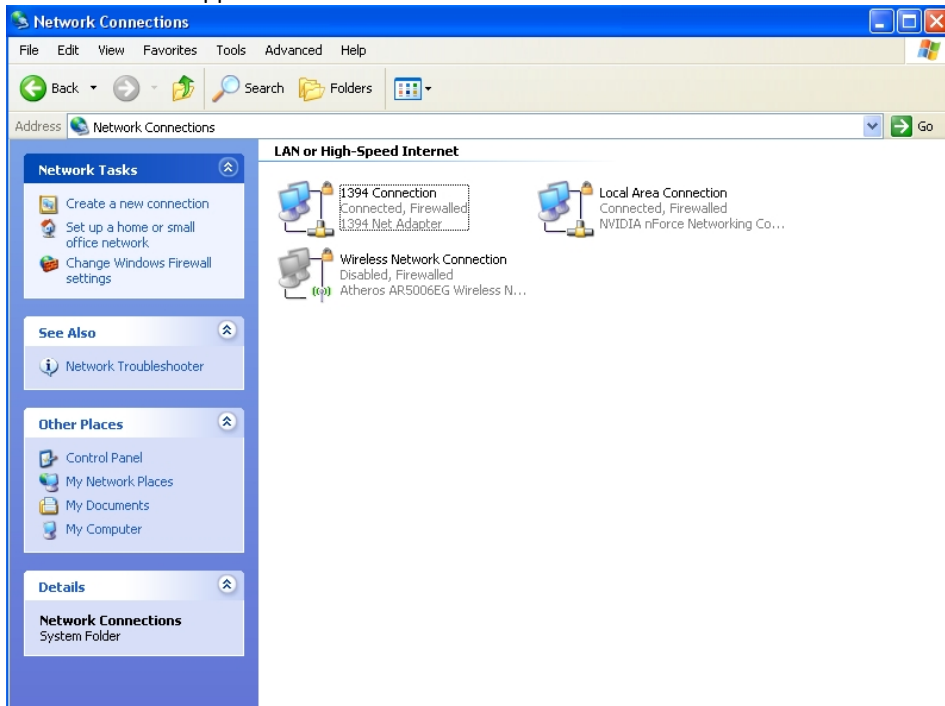 Network Connections
File Edit View Favorites Tools Advanced Help
Back Search Folders
Address Network Connections Go
Network Tasks
Create a new connection
Set up a home or small
office network
Change Windows Firewall
settings
See Also
Network Troubleshooter
Other Places
Control Panel
My Network Places
My Documents
My Computer
Details
Network Connections
System Folder
LAN or High-Speed Internet
1394 Connection
Connected, Firewalled
1394 Net Adapter
Local Area Connection
Connected, Firewalled
NVIDIA nForce Networking Co...
Wireless Network Connection
Disabled, Firewalled
Atheros AR5006EG Wireless N...